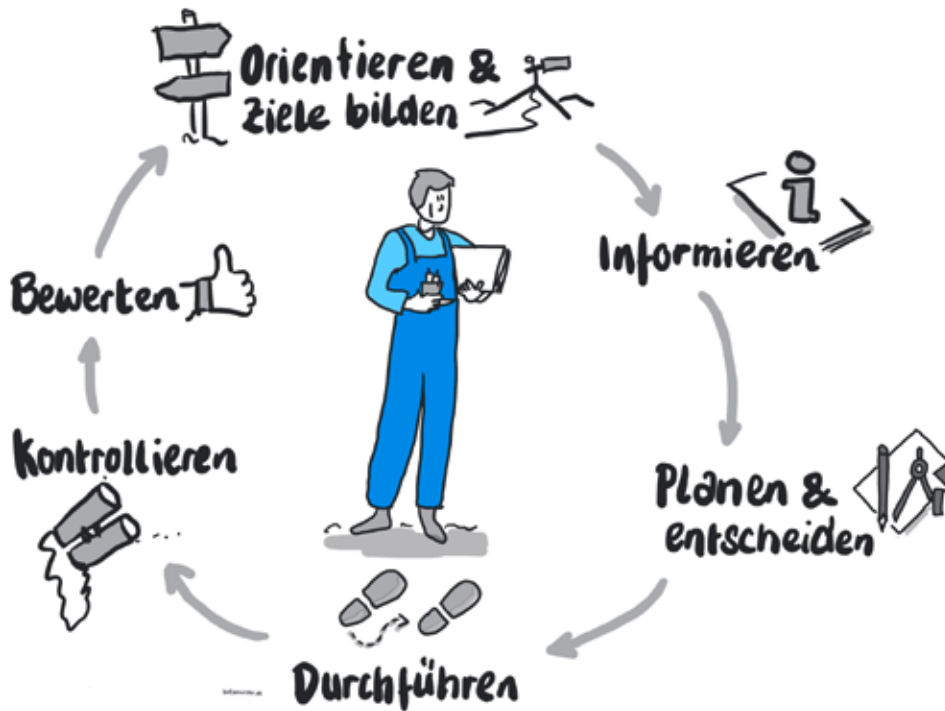 Orientieren &
Ziele bilden
Informieren
Planen &
entscheiden
Durchführen
Kontrollieren
Bewerten